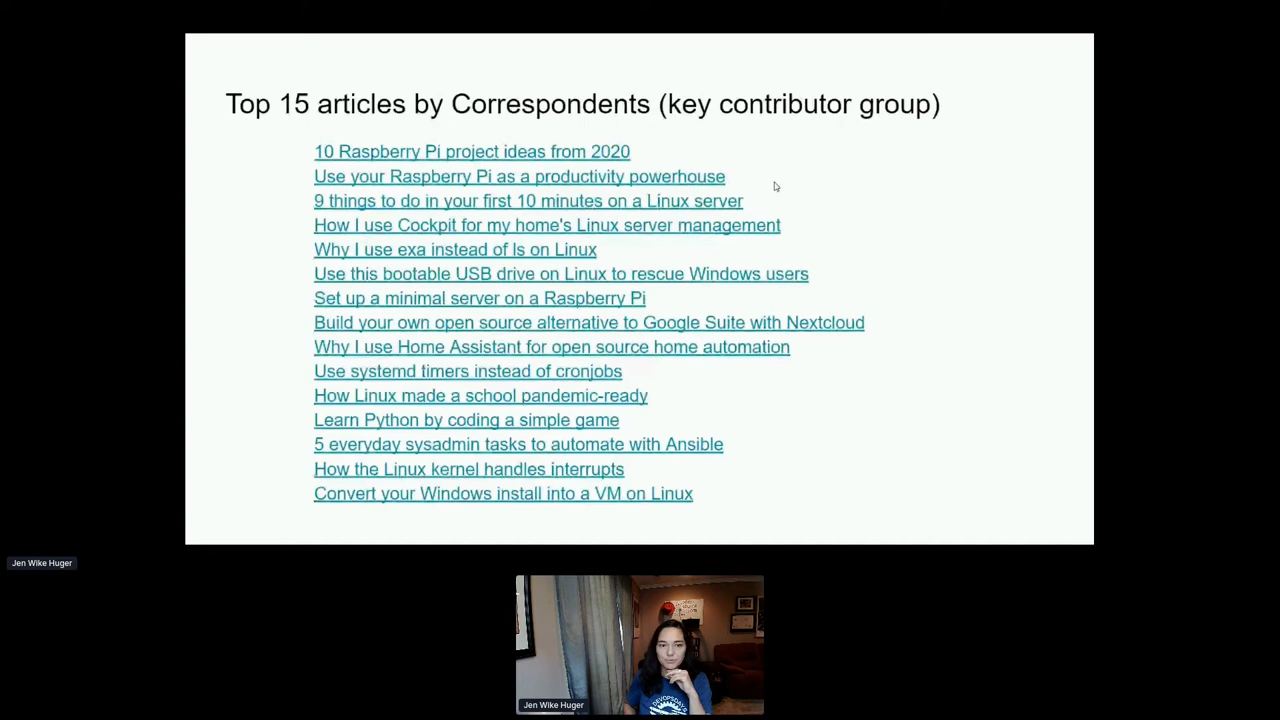 Top 15 articles by Correspondents (key contributor group)
10 Raspberry Pi project ideas from 2020
Use your Raspberry Pi as a productivity powerhouse
9 things to do in your first 10 minutes on a Linux server
How I use Cockpit for my home's Linux server management
Why I use exa instead of ls on Linux
Use this bootable USB drive on Linux to rescue Windows users
Set up a minimal server on a Raspberry Pi
Build your own open source alternative to Google Suite with Nextcloud
Why I use Home Assistant for open source home automation
Use systemd timers instead of cronjobs
How Linux made a school pandemic-ready
Learn Python by coding a simple game
5 everyday sysadmin tasks to automate with Ansible
How the Linux kernel handles interrupts
Convert your Windows install into a VM on Linux
Jen Wike Huger
Jen Wike Huger
DEVOPSDAYS